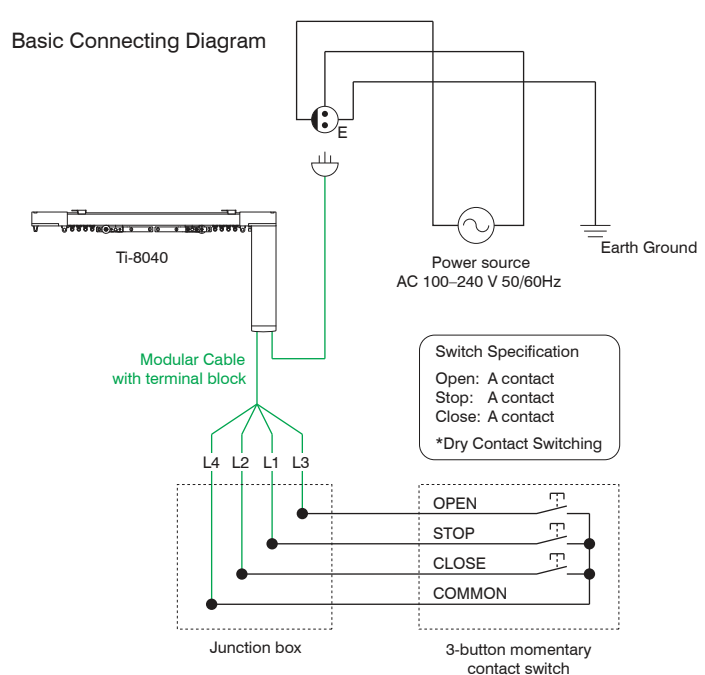 Basic Connecting Diagram
E
Ti-8040
Earth Ground
Power source
AC 100–240 V 50/60Hz
Modular Cable
with terminal block
Switch Specification
Open: A contact
Stop: A contact
Close: A contact
*Dry Contact Switching
L4 L2 L1 L3
OPEN
STOP
CLOSE
COMMON
Junction box
3-button momentary
contact switch